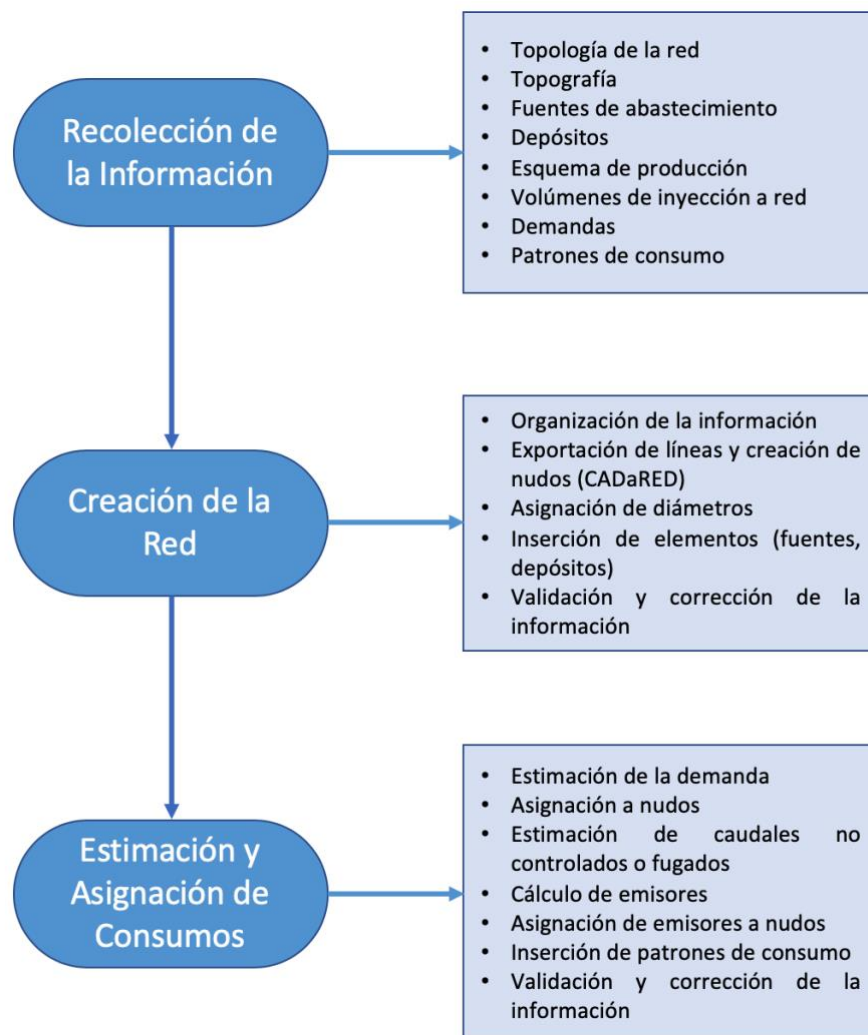 Recolección de
la Información
• Topología de la red
• Topografía
• Fuentes de abastecimiento
• Depósitos
• Esquema de producción
• Volúmenes de inyección a red
• Demandas
• Patrones de consumo
Creación de la
Red
• Organización de la información
• Exportación de líneas y creación de
nudos (CADaRED)
• Asignación de diámetros
• Inserción de elementos (fuentes,
depósitos)
• Validación y corrección de la
información
Estimación y
Asignación de
Consumos
• Estimación de la demanda
• Asignación a nudos
• Estimación de caudales no
controlados o fugados
• Cálculo de emisores
• Asignación de emisores a nudos
• Inserción de patrones de consumo
• Validación y corrección de la
información